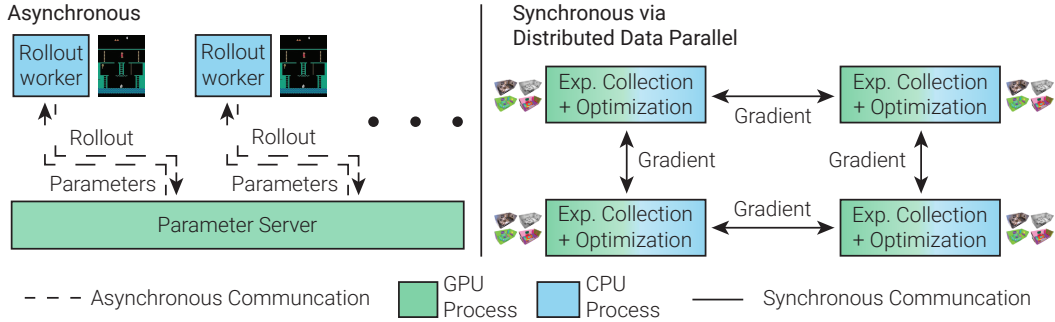 Asynchronous
Rollout
worker
Rollout
worker
Rollout
Rollout
Parameters
Parameters
Parameter Server
Synchronous via
Distributed Data Parallel
Exp. Collection
+ Optimization
Gradient
Exp. Collection
+ Optimization
Gradient
Gradient
Exp. Collection
+ Optimization
Gradient
Exp. Collection
+ Optimization
Asynchronous Communcation
GPU
Process
CPU
Process
Synchronous Communcation